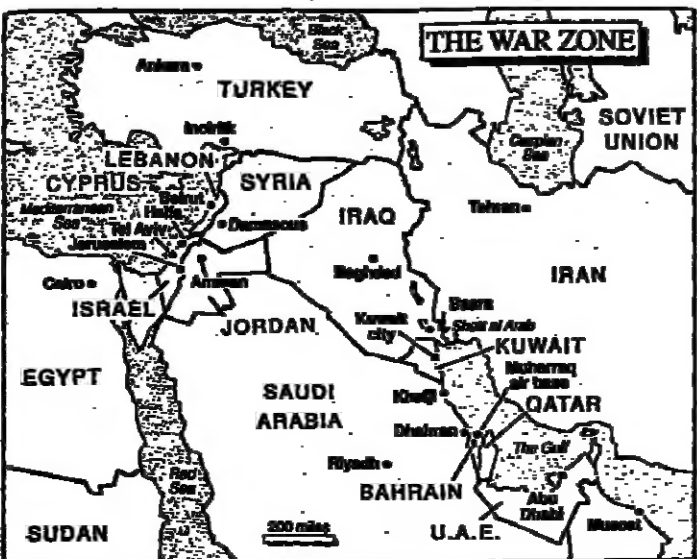 THE WAR ZONE
Black
Sea
Ankara
TURKEY
SOVIET
UNION
Caspian
Sea
Incirlik
LEBANON
CYPRUS
SYRIA
Beirut
Mediterranean
Sea
Haifa
Damascus
Tel Aviv
Jerusalem
IRAQ
Tehran
Baghdad
IRAN
Cairo
Amman
ISRAEL
JORDAN
Basra
Kuwait
city
Shatt al Arab
KUWAIT
Muharraq
air base
EGYPT
SAUDI
ARABIA
Khafji
QATAR
Dhahran
The Gulf
Riyadh
Red
Sea
BAHRAIN
Abu
Dhabi
Muscat
200 miles
U.A.E.
SUDAN